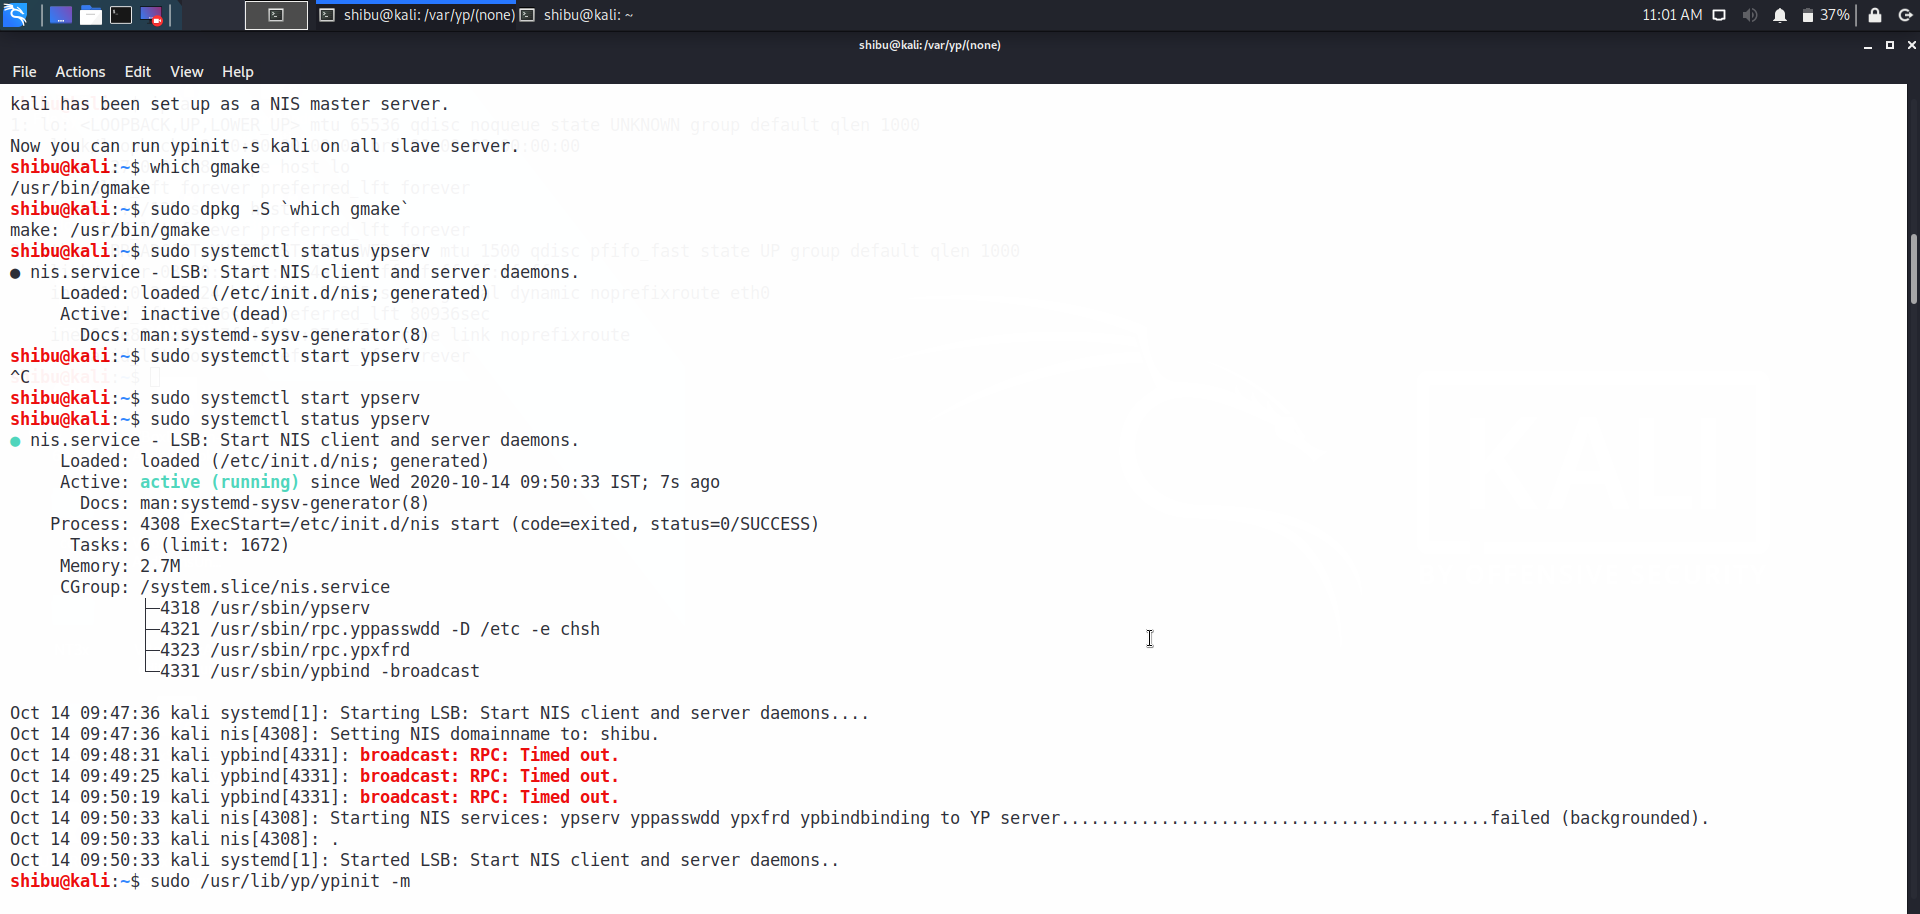 shibu@kali: /var/yp/(none)
shibu@kali: ~
11:01 AM
37%
shibu@kali: /var/yp/(none)
File Actions Edit View Help
kali has been set up as a NIS master server.
1: lo: <LOOPBACK,UP,LOWER_UP> mtu 65536 qdisc noqueue state UNKNOWN group default qlen 1000
Now you can run ypinit -s kali on all slave server.
shibu@kali:~$ which gmake
/usr/bin/gmake
shibu@kali:~$ sudo dpkg -S `which gmake`
make: /usr/bin/gmake
shibu@kali:~$ sudo systemctl status ypserv
● nis.service - LSB: Start NIS client and server daemons.
Loaded: loaded (/etc/init.d/nis; generated)
Active: inactive (dead)
Docs: man:systemd-sysv-generator(8)
shibu@kali:~$ sudo systemctl start ypserv
^C
shibu@kali:~$ sudo systemctl start ypserv
shibu@kali:~$ sudo systemctl status ypserv
● nis.service - LSB: Start NIS client and server daemons.
Loaded: loaded (/etc/init.d/nis; generated)
Active: active (running) since Wed 2020-10-14 09:50:33 IST; 7s ago
Docs: man:systemd-sysv-generator(8)
Process: 4308 ExecStart=/etc/init.d/nis start (code=exited, status=0/SUCCESS)
Tasks: 6 (limit: 1672)
Memory: 2.7M
CGroup: /system.slice/nis.service
├─4318 /usr/sbin/ypserv
├─4321 /usr/sbin/rpc.yppasswdd -D /etc -e chsh
├─4323 /usr/sbin/rpc.ypxfrd
└─4331 /usr/sbin/ypbind -broadcast
Oct 14 09:47:36 kali systemd[1]: Starting LSB: Start NIS client and server daemons....
Oct 14 09:47:36 kali nis[4308]: Setting NIS domainname to: shibu.
Oct 14 09:48:31 kali ypbind[4331]: broadcast: RPC: Timed out.
Oct 14 09:49:25 kali ypbind[4331]: broadcast: RPC: Timed out.
Oct 14 09:50:19 kali ypbind[4331]: broadcast: RPC: Timed out.
Oct 14 09:50:33 kali nis[4308]: Starting NIS services: ypserv yppasswdd ypxfrd ypbindbinding to YP server...........................................failed (backgrounded).
Oct 14 09:50:33 kali nis[4308]: .
Oct 14 09:50:33 kali systemd[1]: Started LSB: Start NIS client and server daemons..
shibu@kali:~$ sudo /usr/lib/yp/ypinit -m